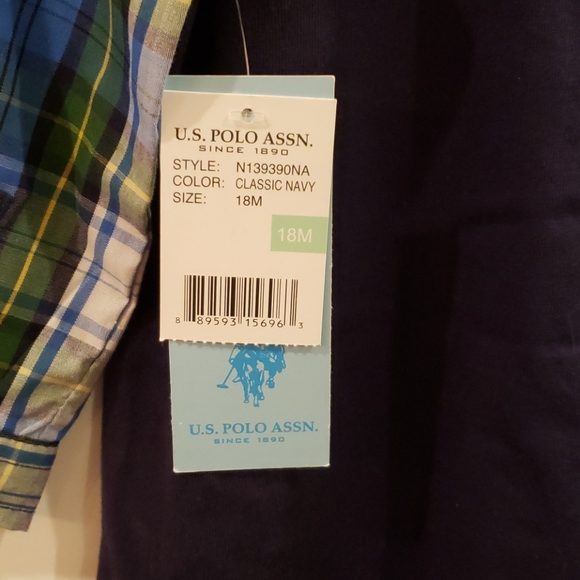 U.S. POLO ASSN.
SINCE 1890
STYLE: N139390NA
COLOR: CLASSIC NAVY
SIZE: 18M
18M
8 89593 15696 3
U.S. POLO ASSN.
SINCE 1890